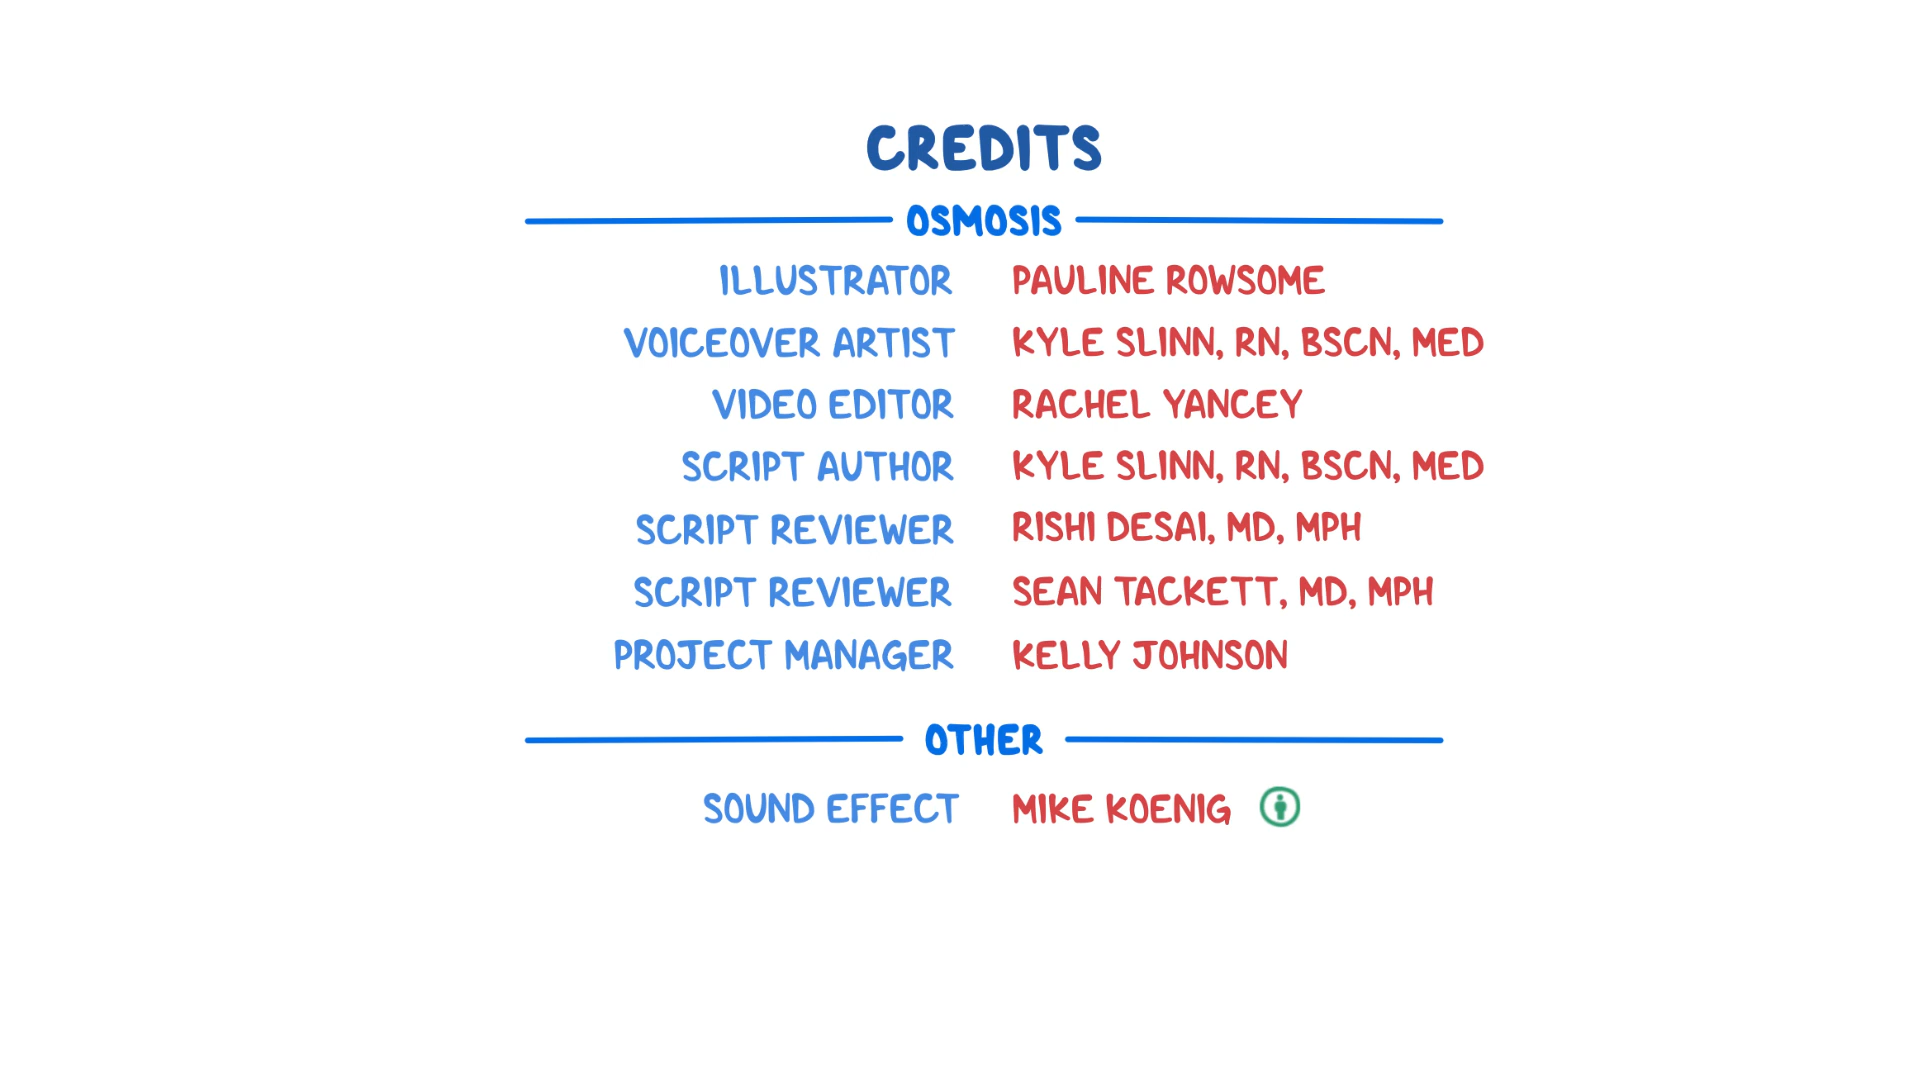 CREDITS
OSMOSIS
ILLUSTRATOR PAULINE ROWSOME
VOICEOVER ARTIST KYLE SLINN, RN, BSCN, MED
VIDEO EDITOR RACHEL YANCEY
SCRIPT AUTHOR KYLE SLINN, RN, BSCN, MED
SCRIPT REVIEWER RISHI DESAI, MD, MPH
SCRIPT REVIEWER SEAN TACKETT, MD, MPH
PROJECT MANAGER KELLY JOHNSON
OTHER
SOUND EFFECT MIKE KOENIG